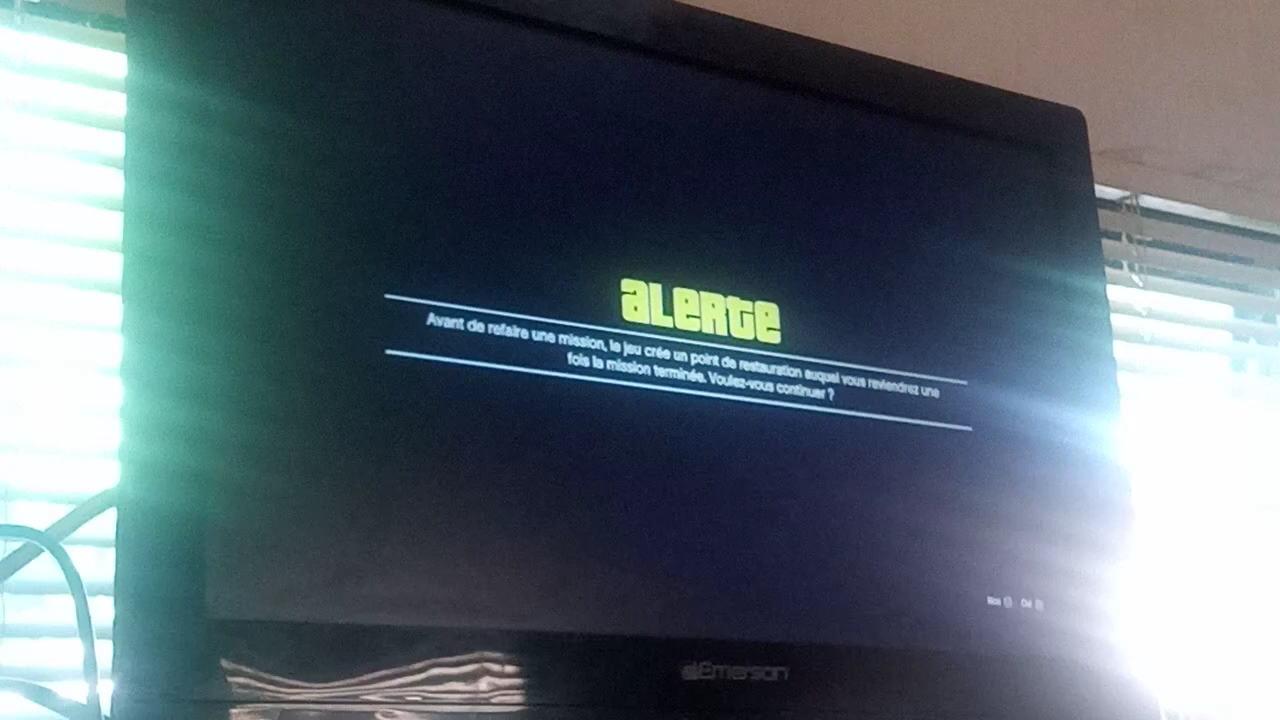 alerte
Avant de refaire une mission, le jeu crée un point de restauration auquel vous reviendrez une
fois la mission terminée. Voulez-vous continuer ?
Emerson